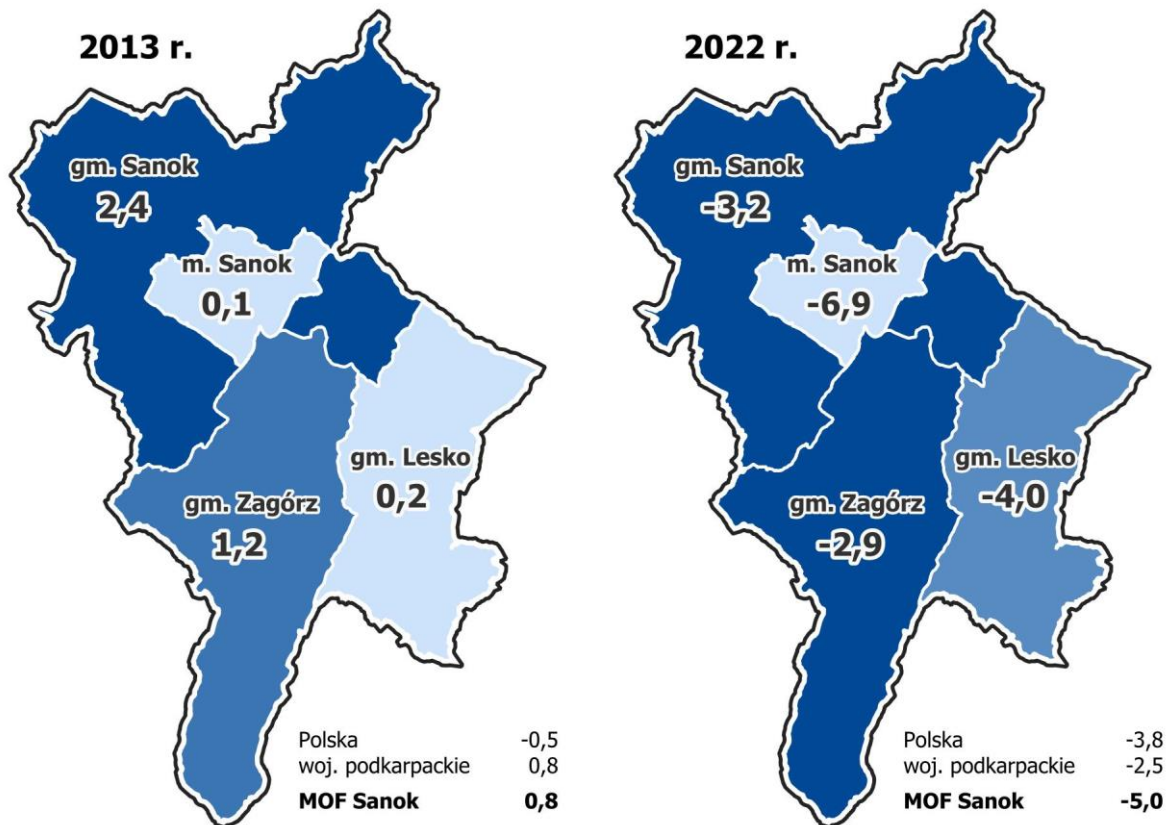 2013 r.
gm. Sanok
2,4
m. Sanok
0,1
gm. Lesko
0,2
gm. Zagórz
1,2
Polska -0,5
woj. podkarpackie 0,8
MOF Sanok 0,8
2022 r.
gm. Sanok
-3,2
m. Sanok
-6,9
gm. Lesko
-4,0
gm. Zagórz
-2,9
Polska -3,8
woj. podkarpackie -2,5
MOF Sanok -5,0